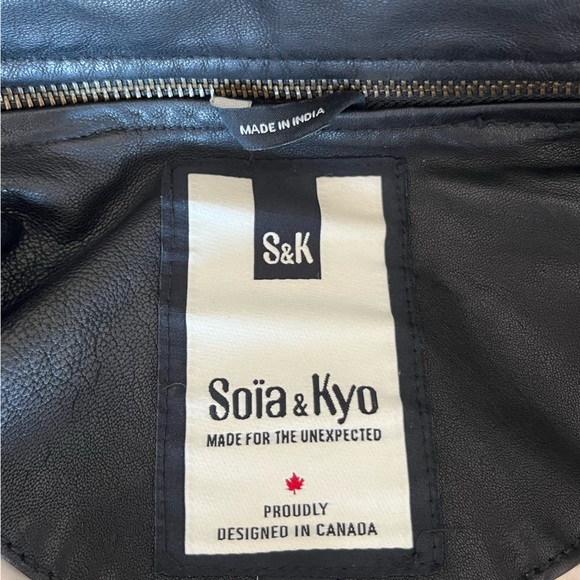 MADE IN INDIA
S&K
Soïa & Kyo
MADE FOR THE UNEXPECTED
PROUDLY
DESIGNED IN CANADA